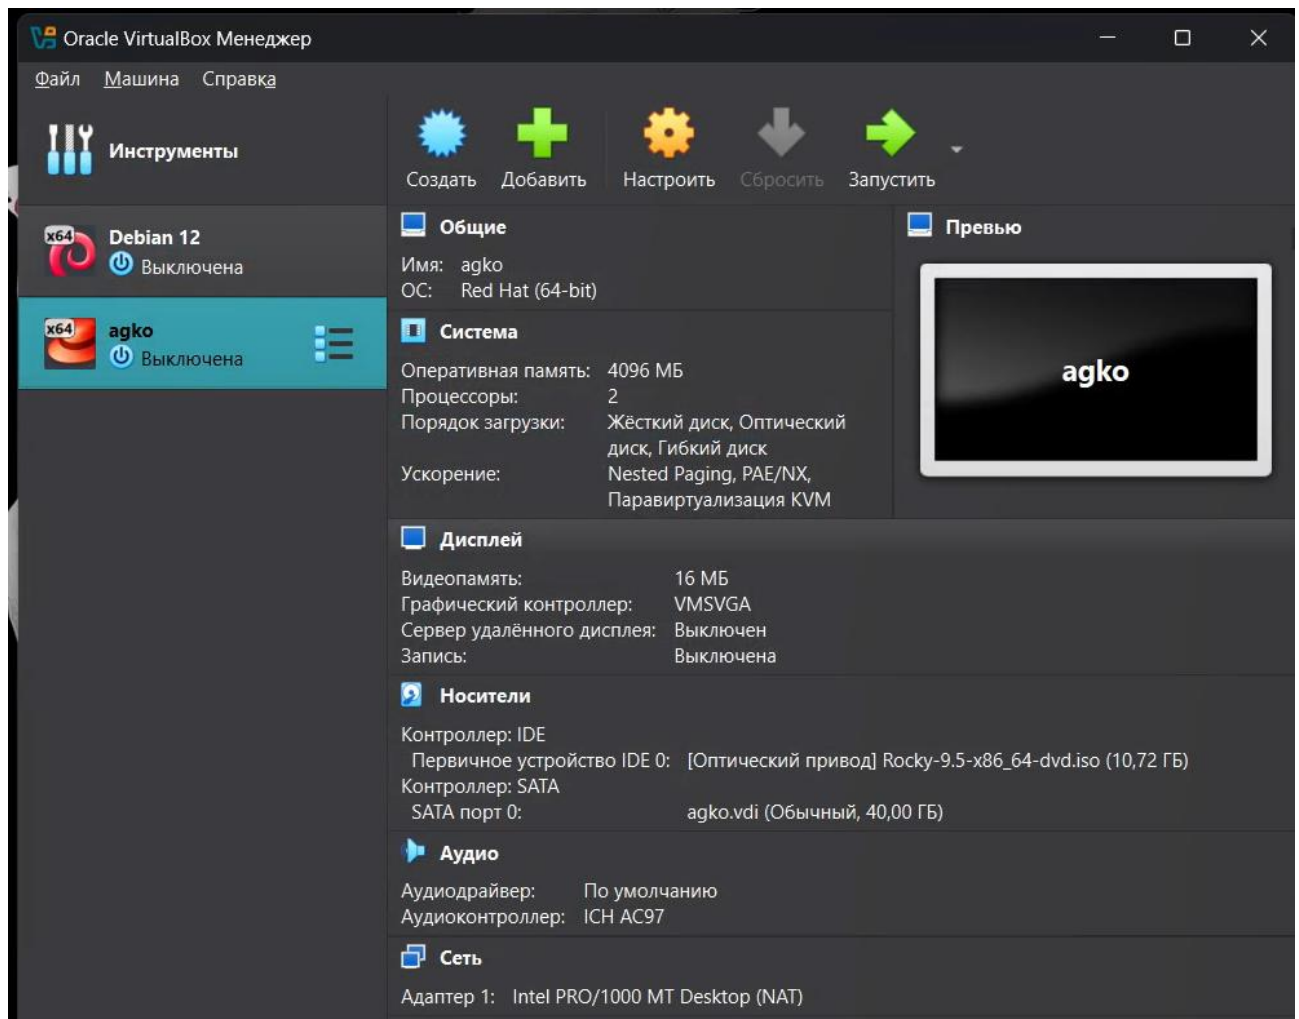 Oracle VirtualBox Менеджер
Файл Машина Справка
Инструменты
Создать Добавить Настроить Сбросить Запустить
x64 Debian 12
Выключена
x64 agko
Выключена
Общие
Имя: agko
ОС: Red Hat (64-bit)
Превью
agko
Система
Оперативная память: 4096 МБ
Процессоры: 2
Порядок загрузки: Жёсткий диск, Оптический
диск, Гибкий диск
Ускорение: Nested Paging, PAE/NX,
Паравиртуализация KVM
Дисплей
Видеопамять: 16 МБ
Графический контроллер: VMSVGA
Сервер удалённого дисплея: Выключен
Запись: Выключена
Носители
Контроллер: IDE
Первичное устройство IDE 0: [Оптический привод] Rocky-9.5-x86_64-dvd.iso (10,72 ГБ)
Контроллер: SATA
SATA порт 0: agko.vdi (Обычный, 40,00 ГБ)
Аудио
Аудиодрайвер: По умолчанию
Аудиоконтроллер: ICH AC97
Сеть
Адаптер 1: Intel PRO/1000 MT Desktop (NAT)